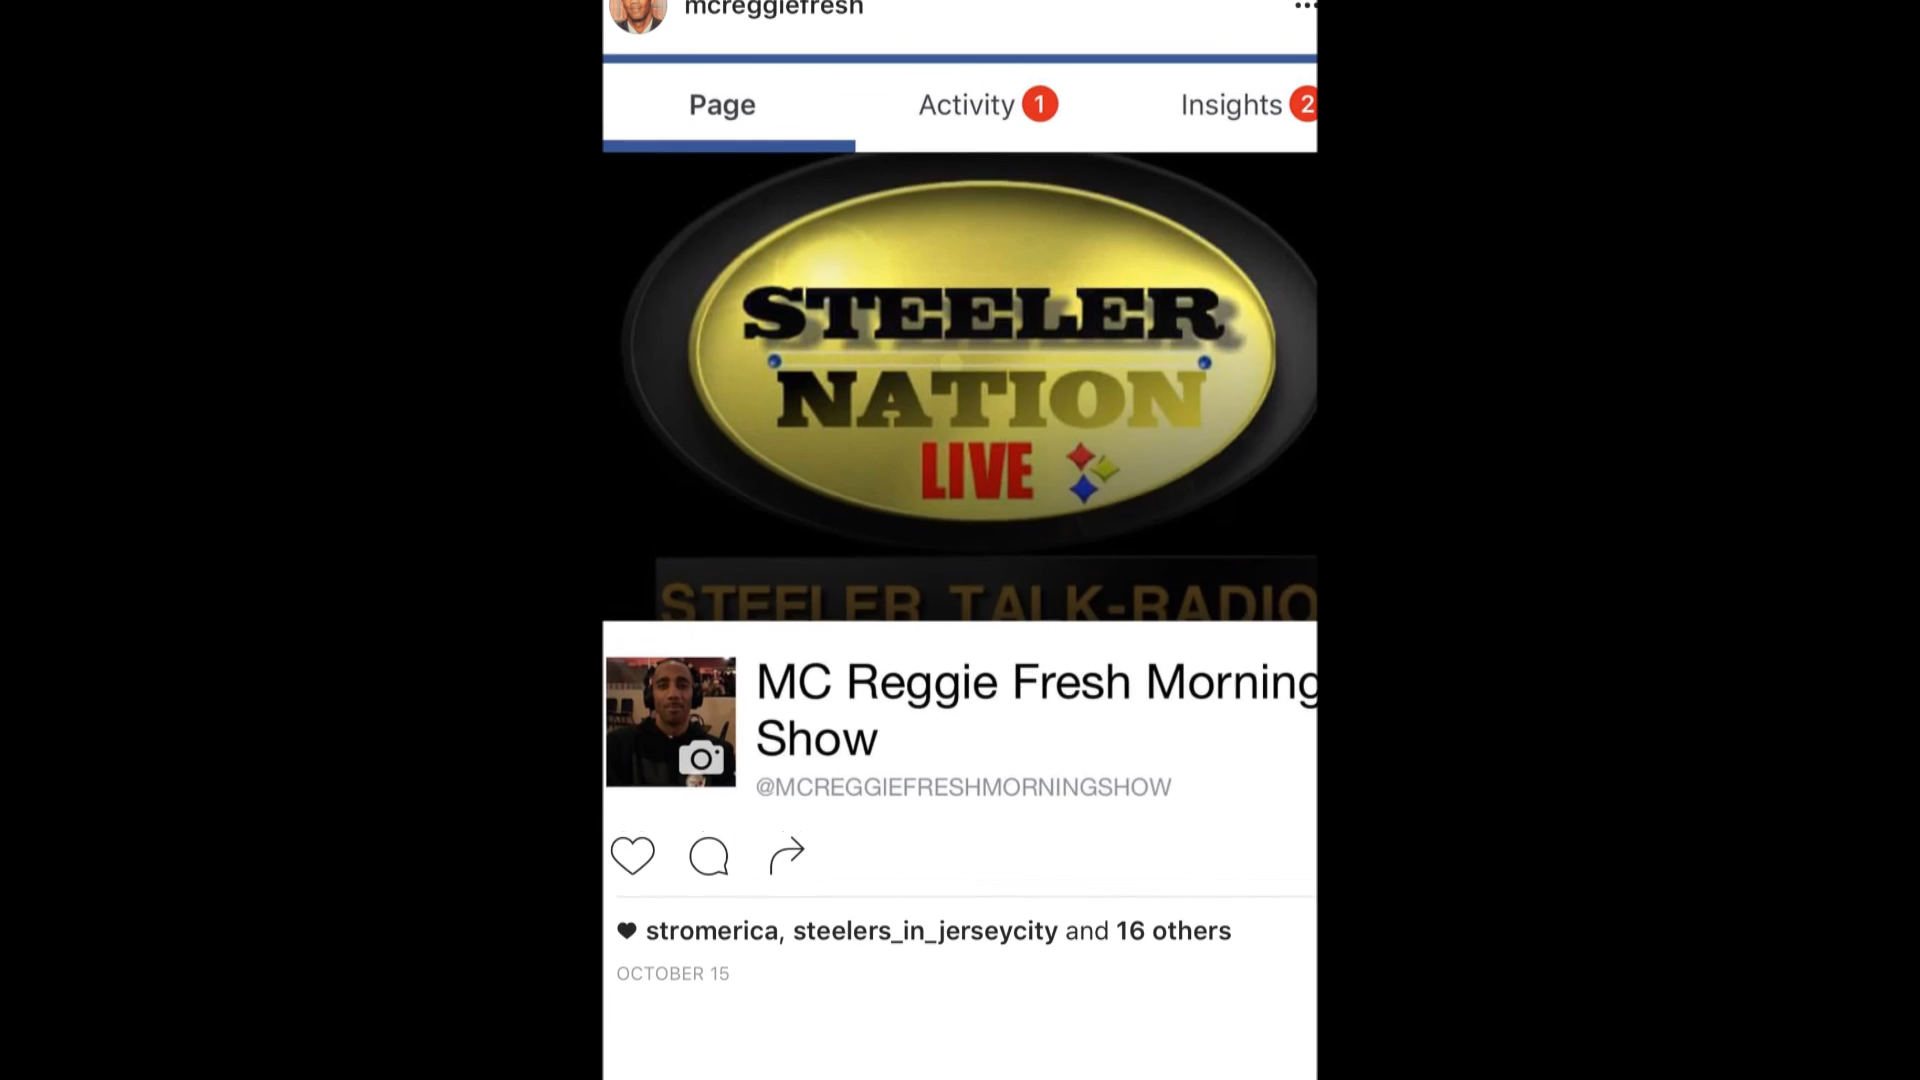 mcreggiefresh
Page
Activity 1
Insights 2
STEELER
NATION
LIVE
STEELER TALK-RADIO
MC Reggie Fresh Morning
Show
@MCREGGIEFRESHMORNINGSHOW
stromerica, steelers_in_jerseycity and 16 others
OCTOBER 15